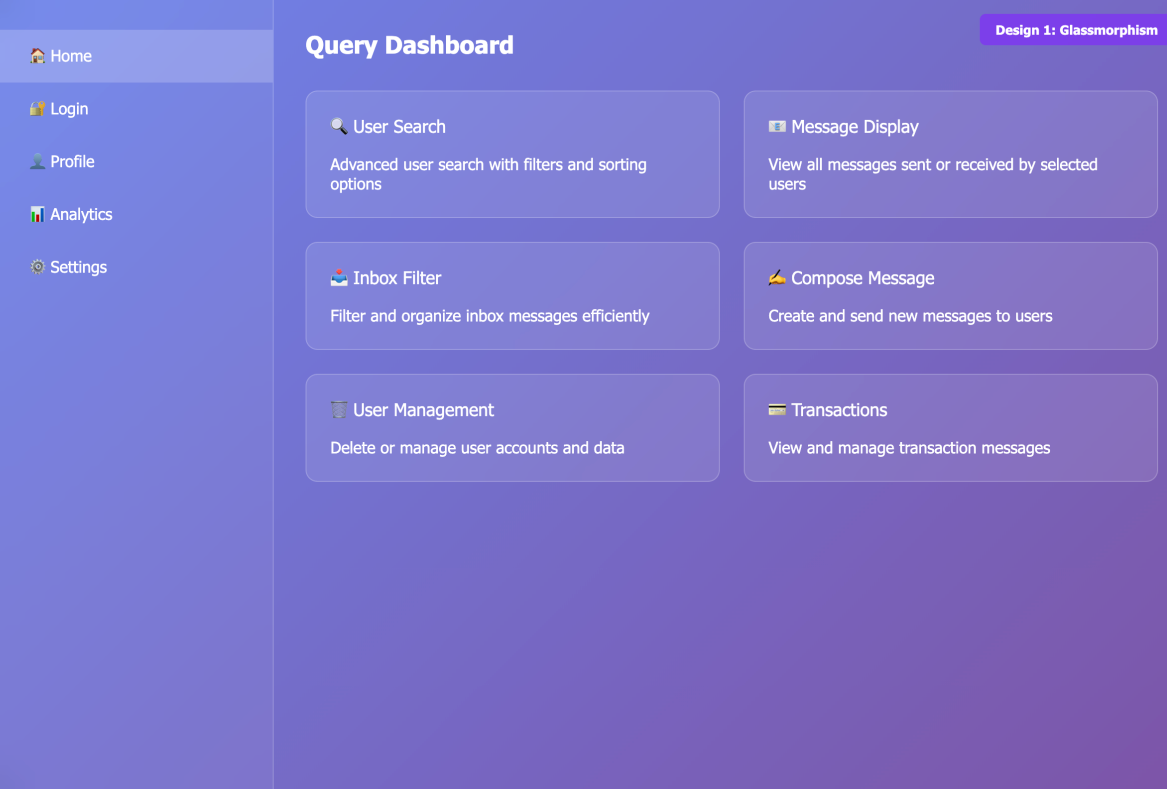 Home
Login
Profile
Analytics
Settings
Query Dashboard
Design 1: Glassmorphism
User Search
Advanced user search with filters and sorting
options
Message Display
View all messages sent or received by selected
users
Inbox Filter
Filter and organize inbox messages efficiently
Compose Message
Create and send new messages to users
User Management
Delete or manage user accounts and data
Transactions
View and manage transaction messages